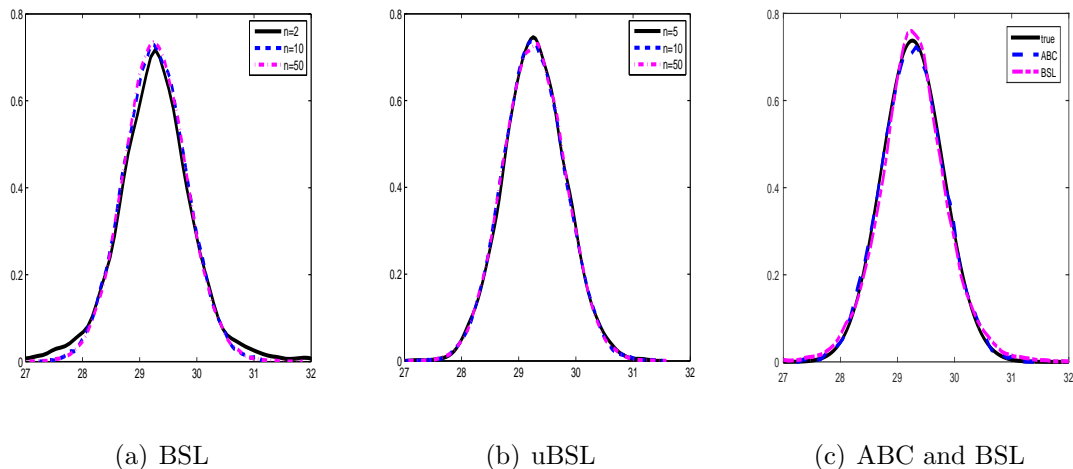 0.8 0.6 0.4 0.2 0
27 28 29 30 31 32
n=2
n=10
n=50
(a) BSL
0.8 0.6 0.4 0.2 0
27 28 29 30 31 32
n=5
n=10
n=50
(b) uBSL
0.8 0.6 0.4 0.2 0
27 28 29 30 31 32
true
ABC
BSL
(c) ABC and BSL